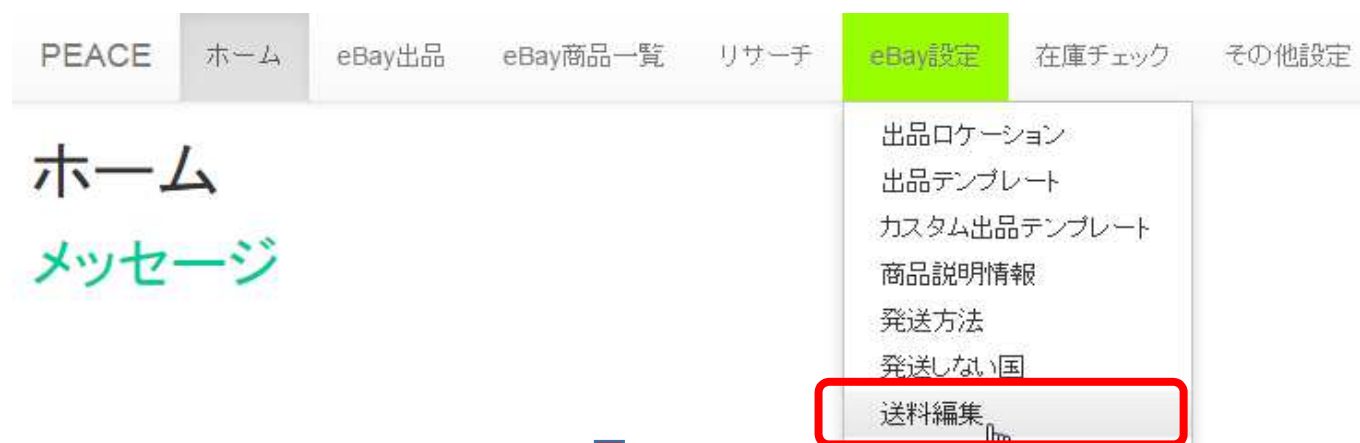 PEACE ホーム eBay出品 eBay商品一覧 リサーチ eBay設定 在庫チェック その他設定
ホーム
メッセージ
出品ロケーション
出品テンプレート
カスタム出品テンプレート
商品説明情報
発送方法
発送しない国
送料編集